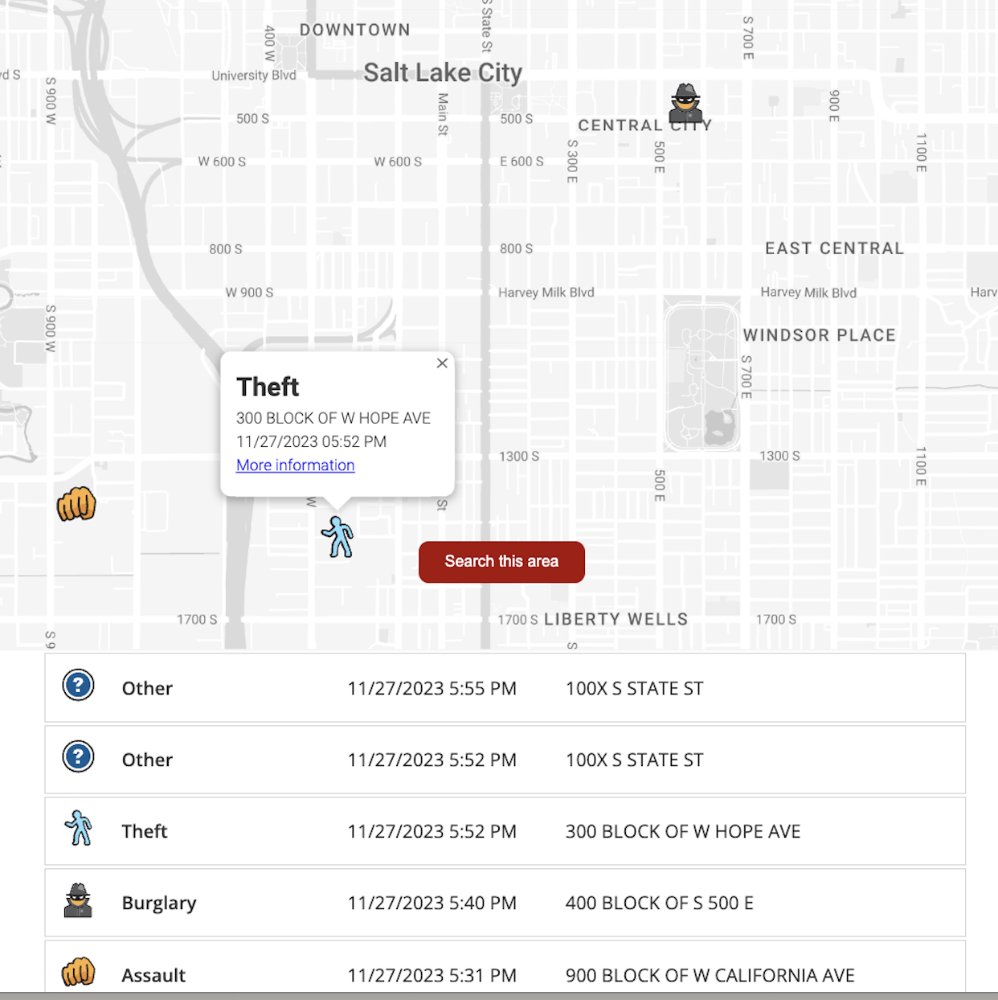 DOWNTOWN
S State St
400 W
S 700 E
Salt Lake City
University Blvd
rd S
S 900 W
Main St
900 E
500 S
500 S
CENTRAL CITY
S 300 E
500 E
1100 E
W 600 S
W 600 S
E 600 S
800 S
800 S
EAST CENTRAL
W 900 S
Harvey Milk Blvd
Harvey Milk Blvd
Harv
S 900 W
WINDSOR PLACE
S 700 E
Theft
300 BLOCK OF W HOPE AVE
11/27/2023 05:52 PM
More information
1300 S
1300 S
1100 E
500 E
W
St
Search this area
1700 S
1700 S
LIBERTY WELLS
1700 S
S 9
S
Other 11/27/2023 5:55 PM 100X S STATE ST
Other 11/27/2023 5:52 PM 100X S STATE ST
Theft 11/27/2023 5:52 PM 300 BLOCK OF W HOPE AVE
Burglary 11/27/2023 5:40 PM 400 BLOCK OF S 500 E
Assault 11/27/2023 5:31 PM 900 BLOCK OF W CALIFORNIA AVE